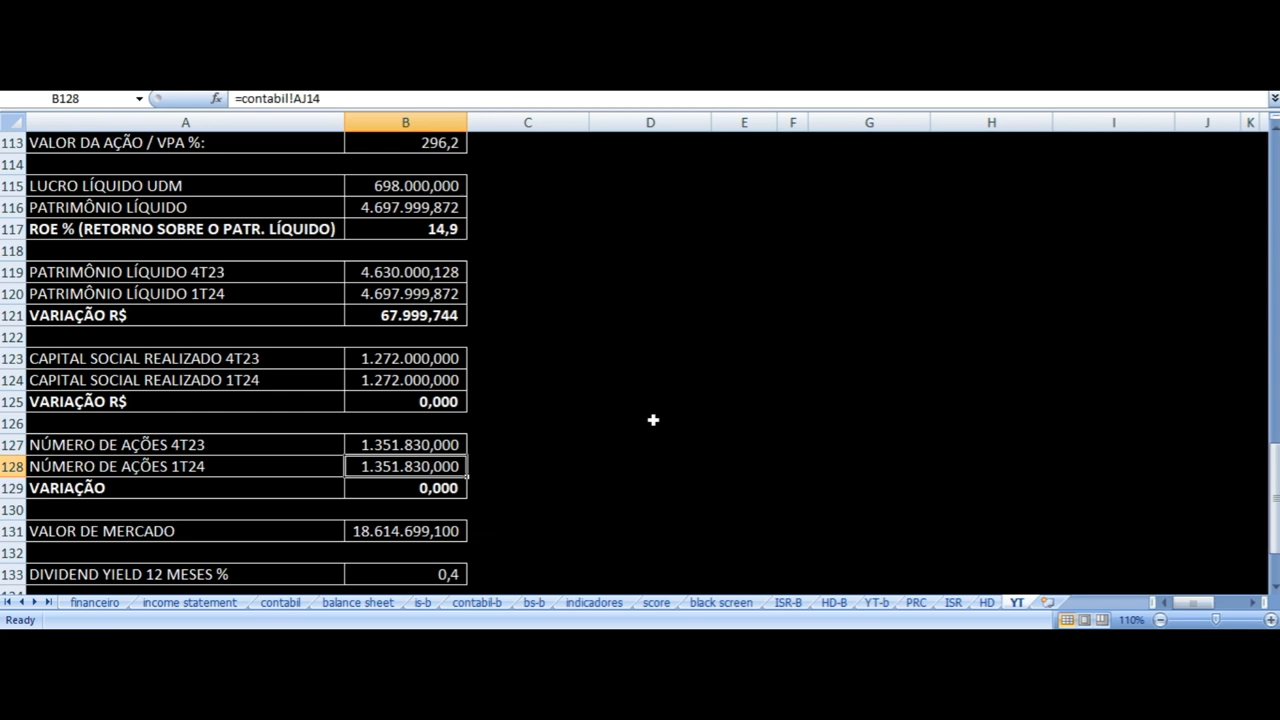 B128 fx =contabil!AJ14
A B C D E F G H I J K
113 VALOR DA AÇÃO / VPA %: 296,2
114
115 LUCRO LÍQUIDO UDM 698.000,000
116 PATRIMÔNIO LÍQUIDO 4.697.999,872
117 ROE % (RETORNO SOBRE O PATR. LÍQUIDO) 14,9
118
119 PATRIMÔNIO LÍQUIDO 4T23 4.630.000,128
120 PATRIMÔNIO LÍQUIDO 1T24 4.697.999,872
121 VARIAÇÃO R$ 67.999,744
122
123 CAPITAL SOCIAL REALIZADO 4T23 1.272.000,000
124 CAPITAL SOCIAL REALIZADO 1T24 1.272.000,000
125 VARIAÇÃO R$ 0,000
126
127 NÚMERO DE AÇÕES 4T23 1.351.830,000
128 NÚMERO DE AÇÕES 1T24 1.351.830,000
129 VARIAÇÃO 0,000
130
131 VALOR DE MERCADO 18.614.699,100
132
133 DIVIDEND YIELD 12 MESES % 0,4
financeiro income statement contabil balance sheet is-b contabil-b bs-b indicadores score black screen ISR-B HD-B YT-b PRC ISR HD YT
Ready 110%